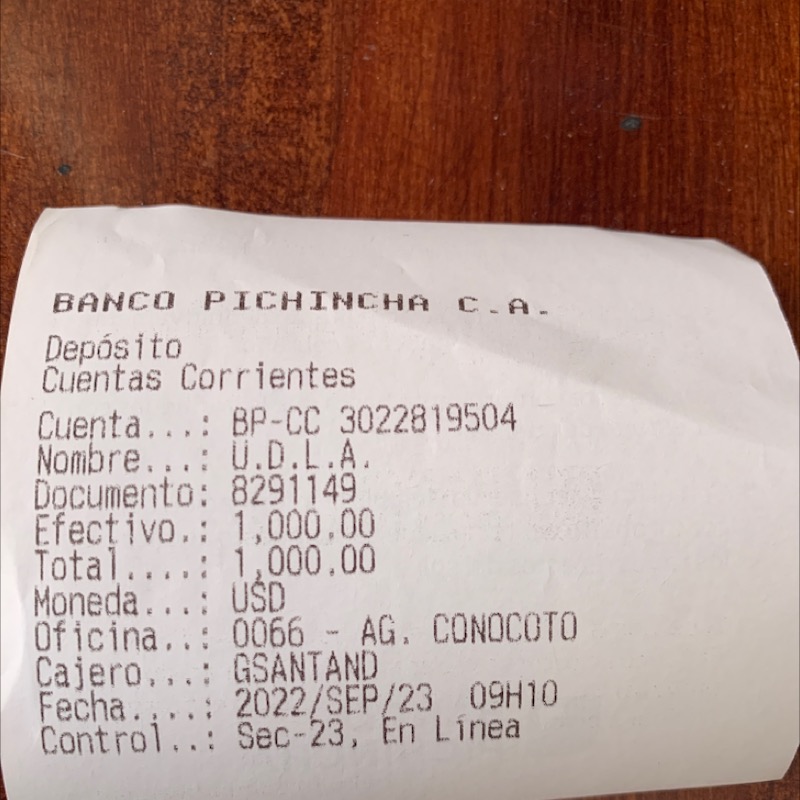 BANCO PICHINCHA C.A.
Depósito
Cuentas Corrientes
Cuenta...: BP-CC 3022819504
Nombre...: U.D.L.A.
Documento: 8291149
Efectivo.: 1,000.00
Total....: 1,000.00
Moneda...: USD
Oficina..: 0066 - AG. CONOCOTO
Cajero...: GSANTAND
Fecha....: 2022/SEP/23 09H10
Control..: Sec-23, En Línea